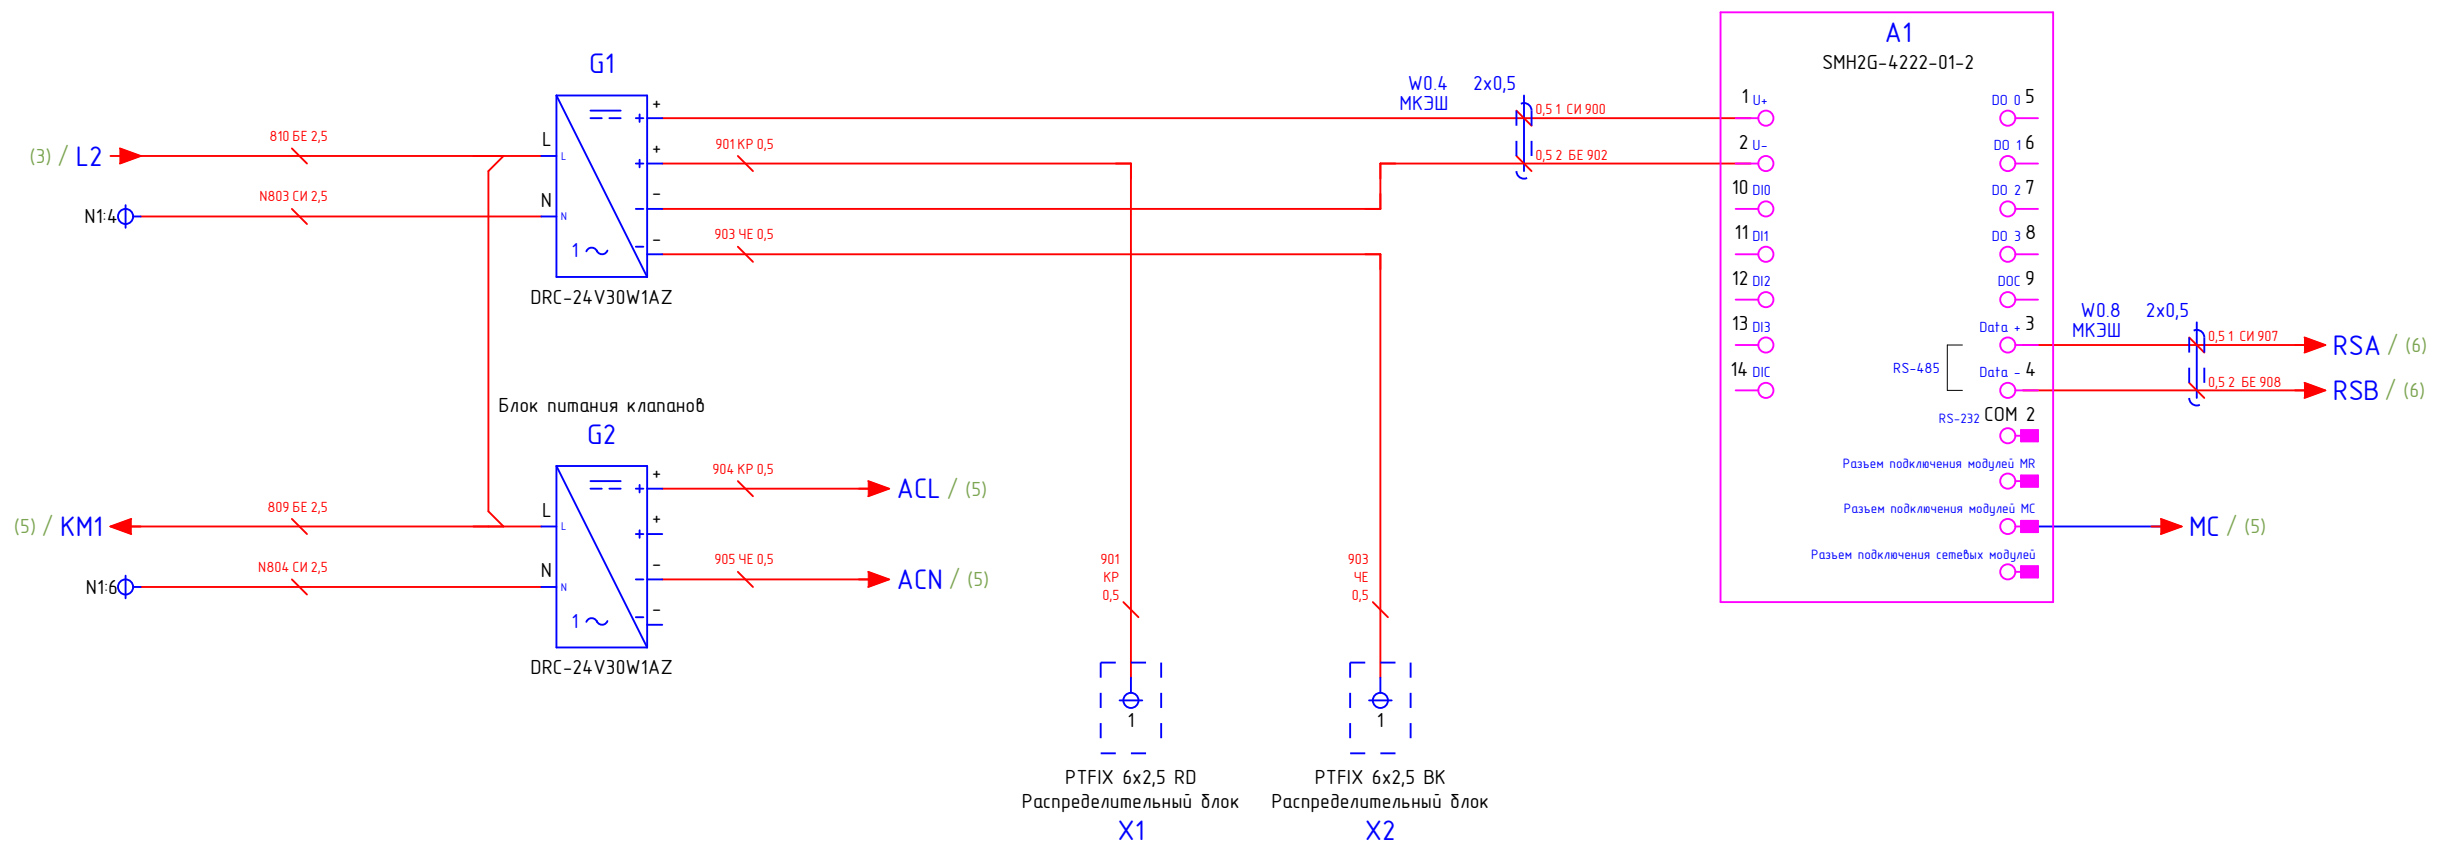 G1
(3) / L2
810 БЕ 2,5
L
L
N1:4
N803 СИ 2,5
N
N
+
+
+
+
-
-
-
-
1
DRC-24V30W1AZ
901 КР 0,5
903 ЧЕ 0,5
W0.4 2x0,5
МКЭШ
0,5 1 СИ 900
0,5 2 БЕ 902
Блок питания клапанов
G2
(5) / KM1
809 БЕ 2,5
L
L
N1:6
N804 СИ 2,5
N
N
+
+
+
+
-
-
-
-
1
DRC-24V30W1AZ
904 КР 0,5
ACL / (5)
905 ЧЕ 0,5
ACN / (5)
901
КР
0,5
1
PTFIX 6x2,5 RD
Распределительный блок
X1
903
ЧЕ
0,5
1
PTFIX 6x2,5 BK
Распределительный блок
X2
A1
SMH2G-4222-01-2
1 U+
2 U-
10 DI0
11 DI1
12 DI2
13 DI3
14 DIC
DO 0 5
DO 1 6
DO 2 7
DO 3 8
DOC 9
Data + 3
RS-485
Data - 4
RS-232 COM 2
Разъем подключения модулей MR
Разъем подключения модулей MC
Разъем подключения сетевых модулей
W0.8 2x0,5
МКЭШ
0,5 1 СИ 907
RSA / (6)
0,5 2 БЕ 908
RSB / (6)
MC / (5)